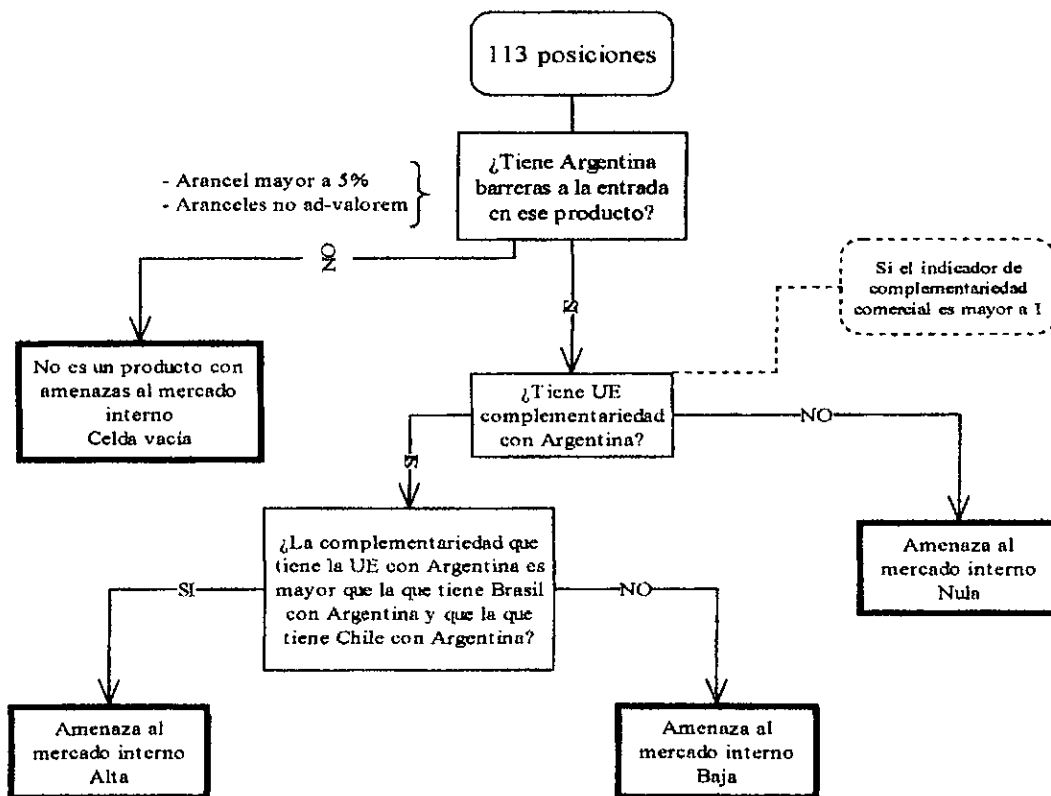 113 posiciones
¿Tiene Argentina
barreras a la entrada
en ese producto?
- Arancel mayor a 5%
- Aranceles no ad-valorem
NO
SI
Si el indicador de
complementariedad
comercial es mayor a 1
No es un producto con
amenazas al mercado
interno
Celda vacía
¿Tiene UE
complementariedad
con Argentina?
SI
NO
¿La complementariedad que
tiene la UE con Argentina es
mayor que la que tiene Brasil
con Argentina y que la que
tiene Chile con Argentina?
SI
NO
Amenaza al
mercado interno
Nula
Amenaza al
mercado interno
Alta
Amenaza al
mercado interno
Baja